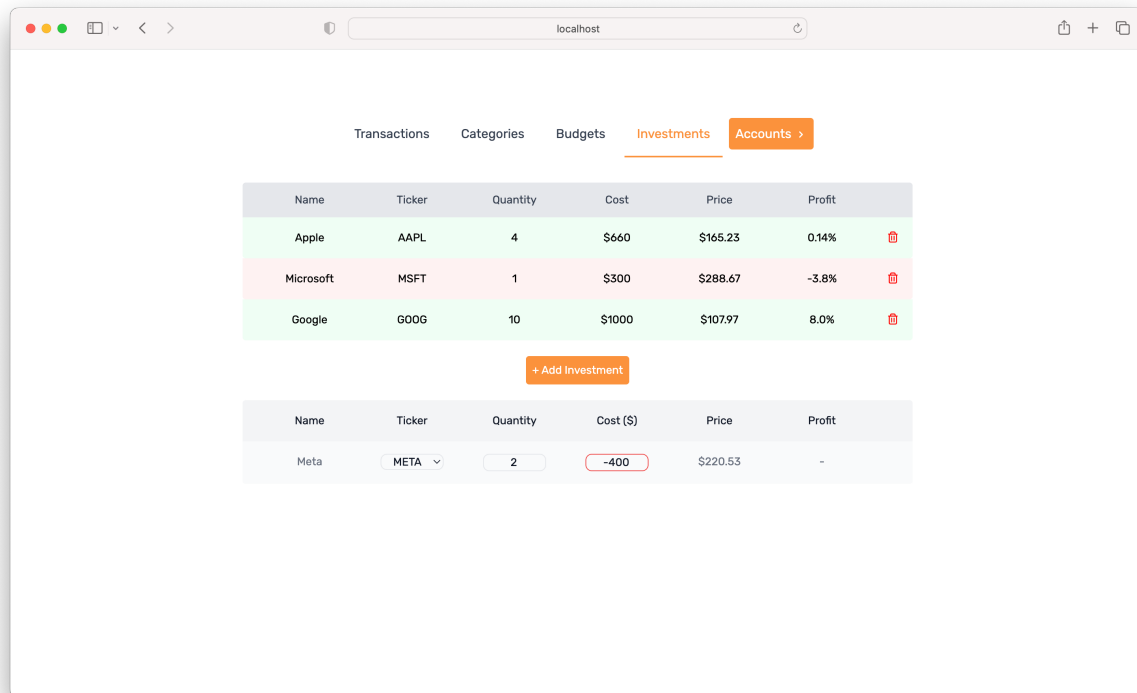 localhost
Transactions Categories Budgets Investments Accounts >
Name Ticker Quantity Cost Price Profit
Apple AAPL 4 $660 $165.23 0.14%
Microsoft MSFT 1 $300 $288.67 -3.8%
Google GOOG 10 $1000 $107.97 8.0%
+ Add Investment
Name Ticker Quantity Cost ($) Price Profit
Meta META 2 -400 $220.53 -